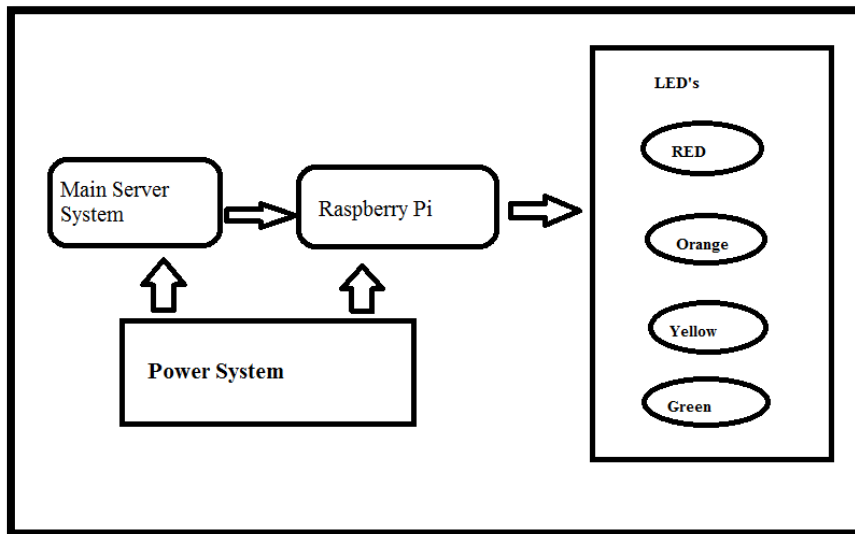 Main Server
System
Raspberry Pi
Power System
LED's
RED
Orange
Yellow
Green